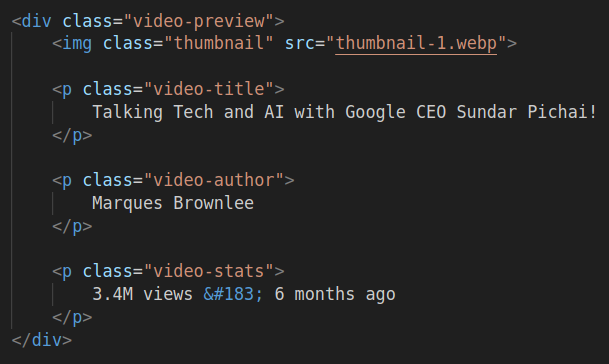 <div class="video-preview">
<img class="thumbnail" src="thumbnail-1.webp">
<p class="video-title">
Talking Tech and AI with Google CEO Sundar Pichai!
</p>
<p class="video-author">
Marques Brownlee
</p>
<p class="video-stats">
3.4M views &#183; 6 months ago
</p>
</div>